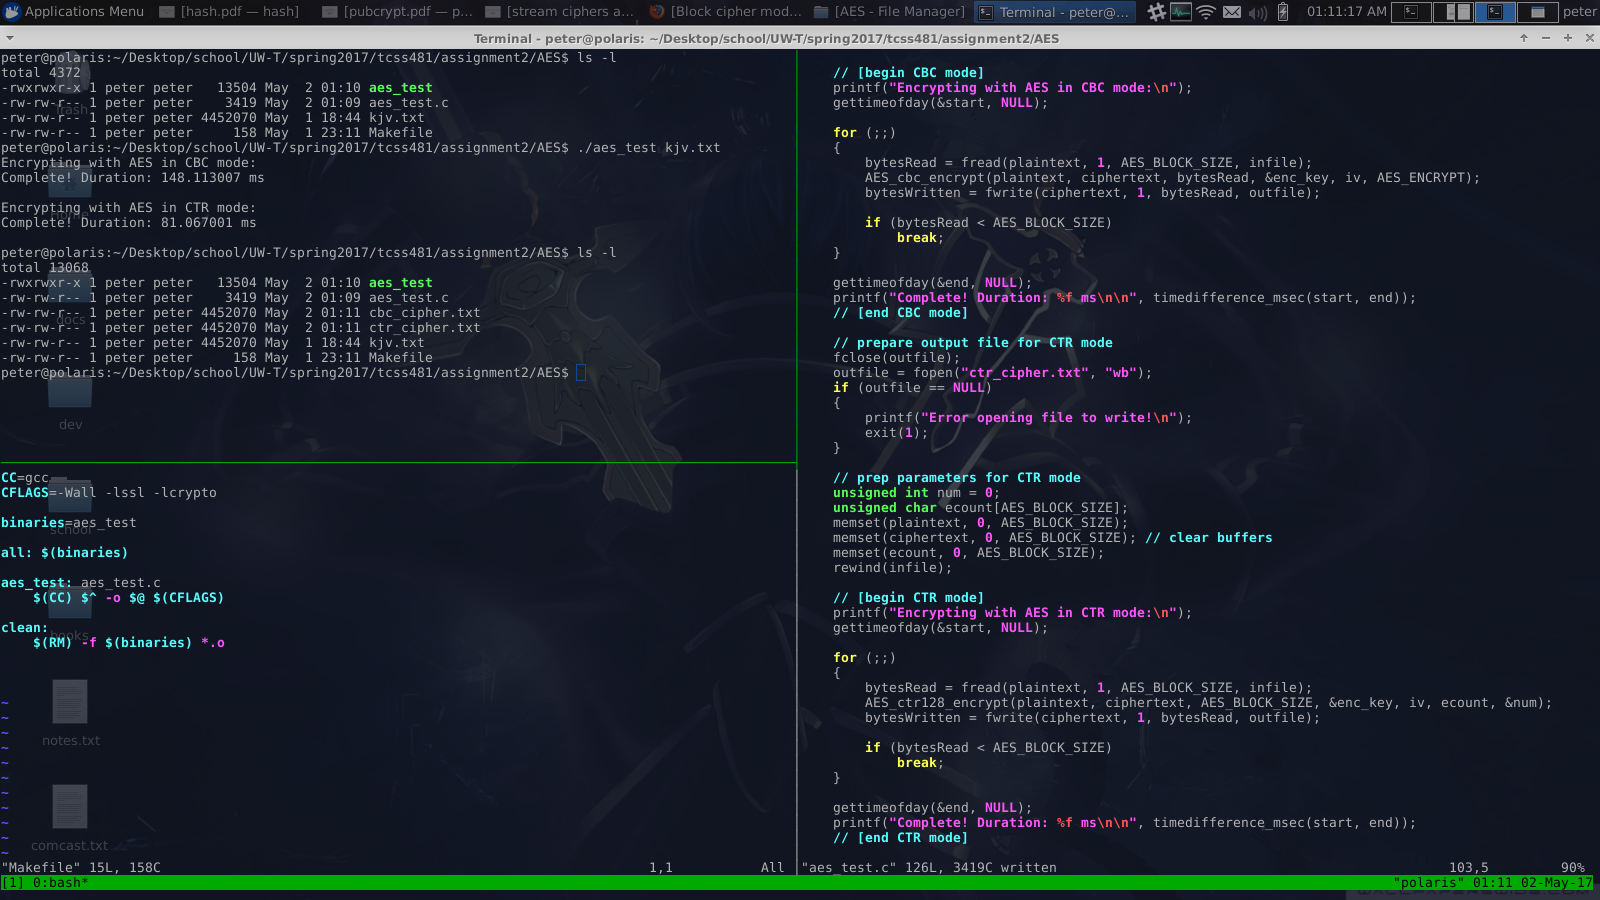 Applications Menu [hash.pdf — hash] [pubcrypt.pdf — p... [stream ciphers a... [Block cipher mod... [AES - File Manager] Terminal - peter@... 01:11:17 AM peter
Terminal - peter@polaris: ~/Desktop/school/UW-T/spring2017/tcss481/assignment2/AES
peter@polaris:~/Desktop/school/UW-T/spring2017/tcss481/assignment2/AES$ ls -l
total 4372
-rwxrwxr-x 1 peter peter   13504 May  2 01:10 aes_test
-rw-rw-r-- 1 peter peter    3419 May  2 01:09 aes_test.c
-rw-rw-r-- 1 peter peter 4452070 May  1 18:44 kjv.txt
-rw-rw-r-- 1 peter peter     158 May  1 23:11 Makefile
peter@polaris:~/Desktop/school/UW-T/spring2017/tcss481/assignment2/AES$ ./aes_test kjv.txt
Encrypting with AES in CBC mode:
Complete! Duration: 148.113007 ms
Encrypting with AES in CTR mode:
Complete! Duration: 81.067001 ms
peter@polaris:~/Desktop/school/UW-T/spring2017/tcss481/assignment2/AES$ ls -l
total 13068
-rwxrwxr-x 1 peter peter   13504 May  2 01:10 aes_test
-rw-rw-r-- 1 peter peter    3419 May  2 01:09 aes_test.c
-rw-rw-r-- 1 peter peter 4452070 May  2 01:11 cbc_cipher.txt
-rw-rw-r-- 1 peter peter 4452070 May  2 01:11 ctr_cipher.txt
-rw-rw-r-- 1 peter peter 4452070 May  1 18:44 kjv.txt
-rw-rw-r-- 1 peter peter     158 May  1 23:11 Makefile
peter@polaris:~/Desktop/school/UW-T/spring2017/tcss481/assignment2/AES$
trash
docs
dev
CC=gcc
CFLAGS=-Wall -lssl -lcrypto
binaries=aes_test
school
all: $(binaries)
aes_test: aes_test.c
    $(CC) $^ -o $@ $(CFLAGS)
clean:
books
    $(RM) -f $(binaries) *.o
~
~
notes.txt
~
~
~
~
~
~
~
~
comcast.txt
~
"Makefile" 15L, 158C 1,1 All
// [begin CBC mode]
printf("Encrypting with AES in CBC mode:\n");
gettimeofday(&start, NULL);
for (;;)
{
    bytesRead = fread(plaintext, 1, AES_BLOCK_SIZE, infile);
    AES_cbc_encrypt(plaintext, ciphertext, bytesRead, &enc_key, iv, AES_ENCRYPT);
    bytesWritten = fwrite(ciphertext, 1, bytesRead, outfile);
    if (bytesRead < AES_BLOCK_SIZE)
        break;
}
gettimeofday(&end, NULL);
printf("Complete! Duration: %f ms\n\n", timedifference_msec(start, end));
// [end CBC mode]
// prepare output file for CTR mode
fclose(outfile);
outfile = fopen("ctr_cipher.txt", "wb");
if (outfile == NULL)
{
    printf("Error opening file to write!\n");
    exit(1);
}
// prep parameters for CTR mode
unsigned int num = 0;
unsigned char ecount[AES_BLOCK_SIZE];
memset(plaintext, 0, AES_BLOCK_SIZE);
memset(ciphertext, 0, AES_BLOCK_SIZE); // clear buffers
memset(ecount, 0, AES_BLOCK_SIZE);
rewind(infile);
// [begin CTR mode]
printf("Encrypting with AES in CTR mode:\n");
gettimeofday(&start, NULL);
for (;;)
{
    bytesRead = fread(plaintext, 1, AES_BLOCK_SIZE, infile);
    AES_ctr128_encrypt(plaintext, ciphertext, AES_BLOCK_SIZE, &enc_key, iv, ecount, &num);
    bytesWritten = fwrite(ciphertext, 1, bytesRead, outfile);
    if (bytesRead < AES_BLOCK_SIZE)
        break;
}
gettimeofday(&end, NULL);
printf("Complete! Duration: %f ms\n\n", timedifference_msec(start, end));
// [end CTR mode]
"aes_test.c" 126L, 3419C written 103,5 90%
[1] 0:bash* "polaris" 01:11 02-May-17